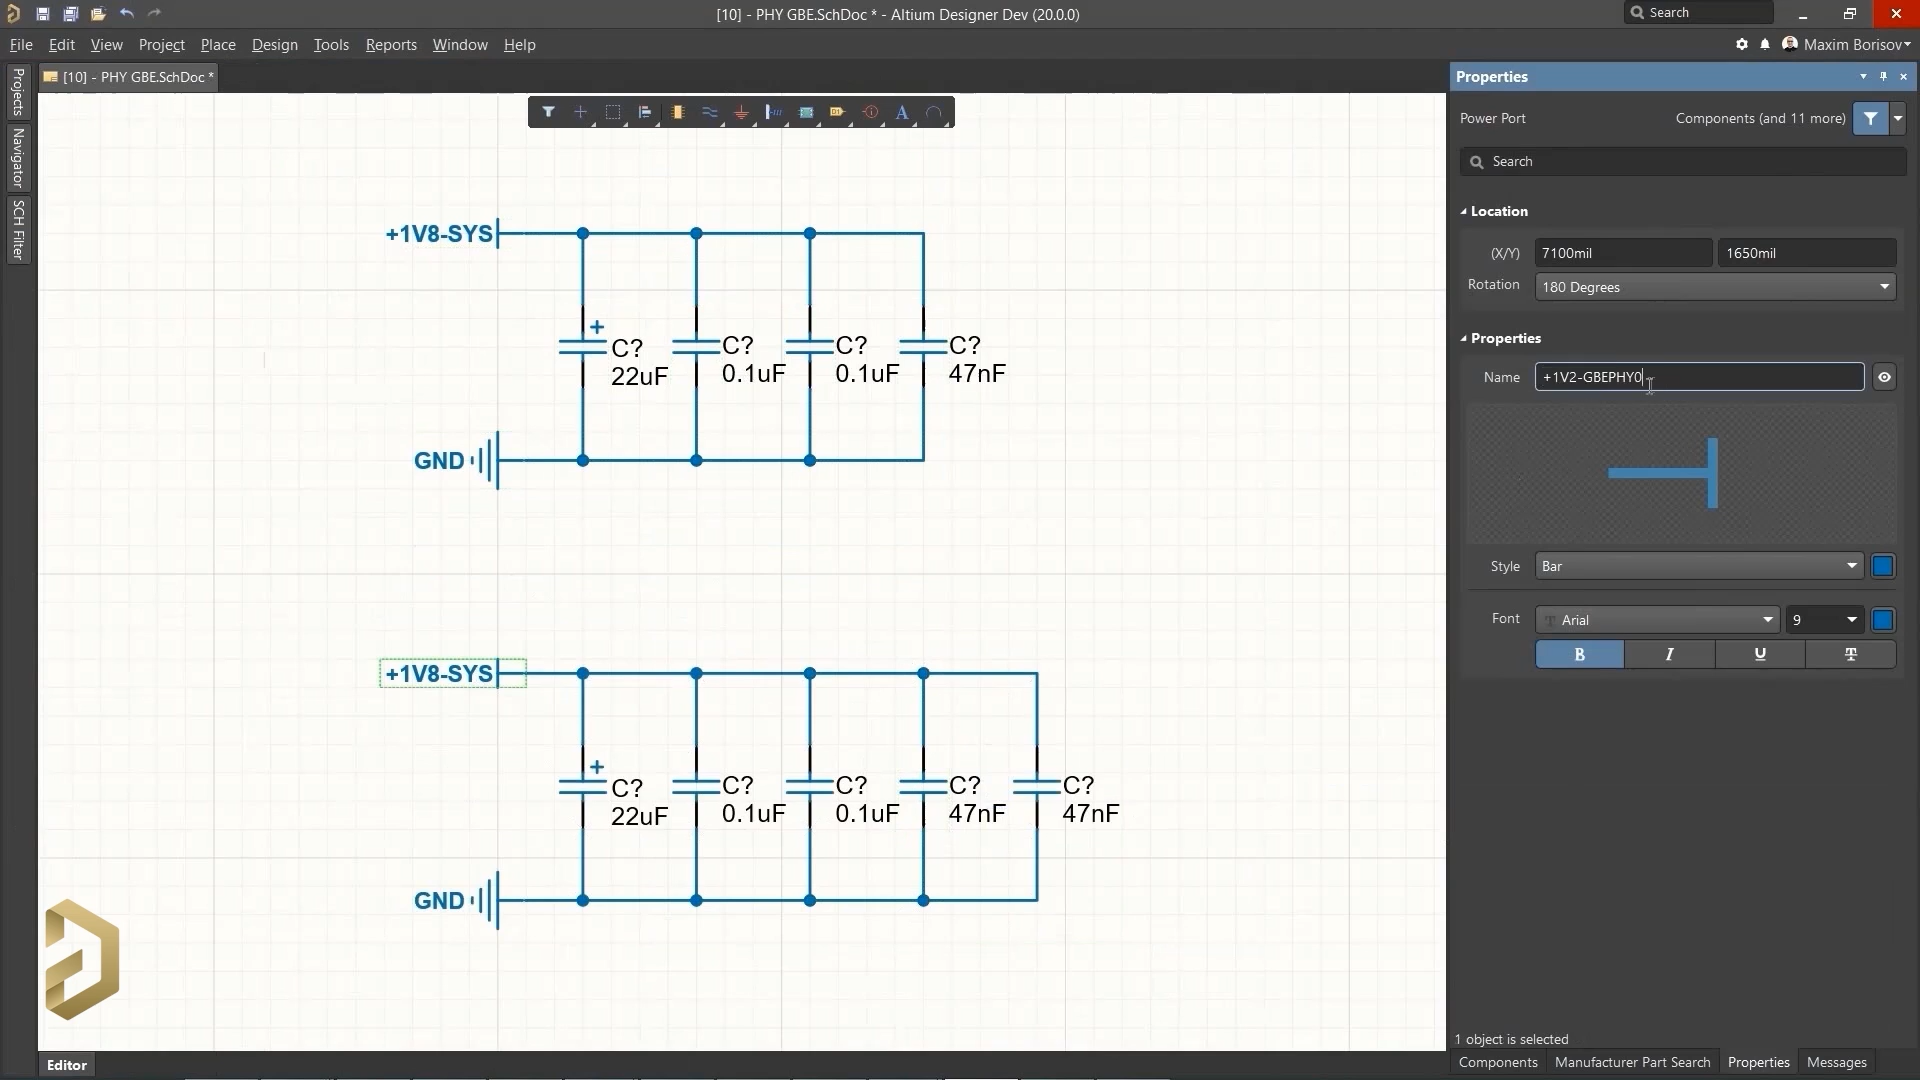 [10] - PHY GBE.SchDoc * - Altium Designer Dev (20.0.0)
Search
File Edit View Project Place Design Tools Reports Window Help
Maxim Borisov
[10] - PHY GBE.SchDoc *
Projects
Navigator
SCH Filter
+1V8-SYS
+
C?
22uF
C?
0.1uF
C?
0.1uF
C?
47nF
GND
+1V8-SYS
+
C?
22uF
C?
0.1uF
C?
0.1uF
C?
47nF
C?
47nF
GND
Editor
Properties
Power Port Components (and 11 more)
Search
Location
(X/Y) 7100mil 1650mil
Rotation 180 Degrees
Properties
Name +1V2-GBEPHY0
Style Bar
Font Arial 9
B I U T
1 object is selected
Components Manufacturer Part Search Properties Messages